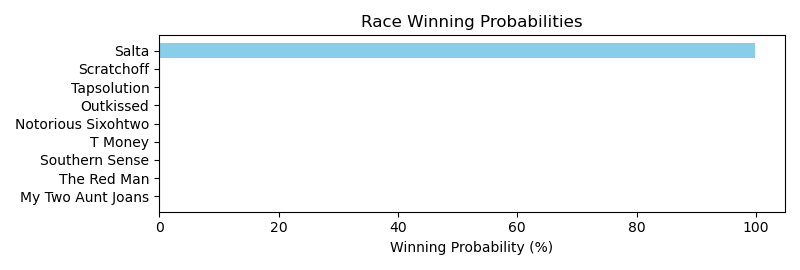 Race Winning Probabilities
Salta
Scratchoff
Tapsolution
Outkissed
Notorious Sixohtwo
T Money
Southern Sense
The Red Man
My Two Aunt Joans
0 20 40 60 80 100
Winning Probability (%)